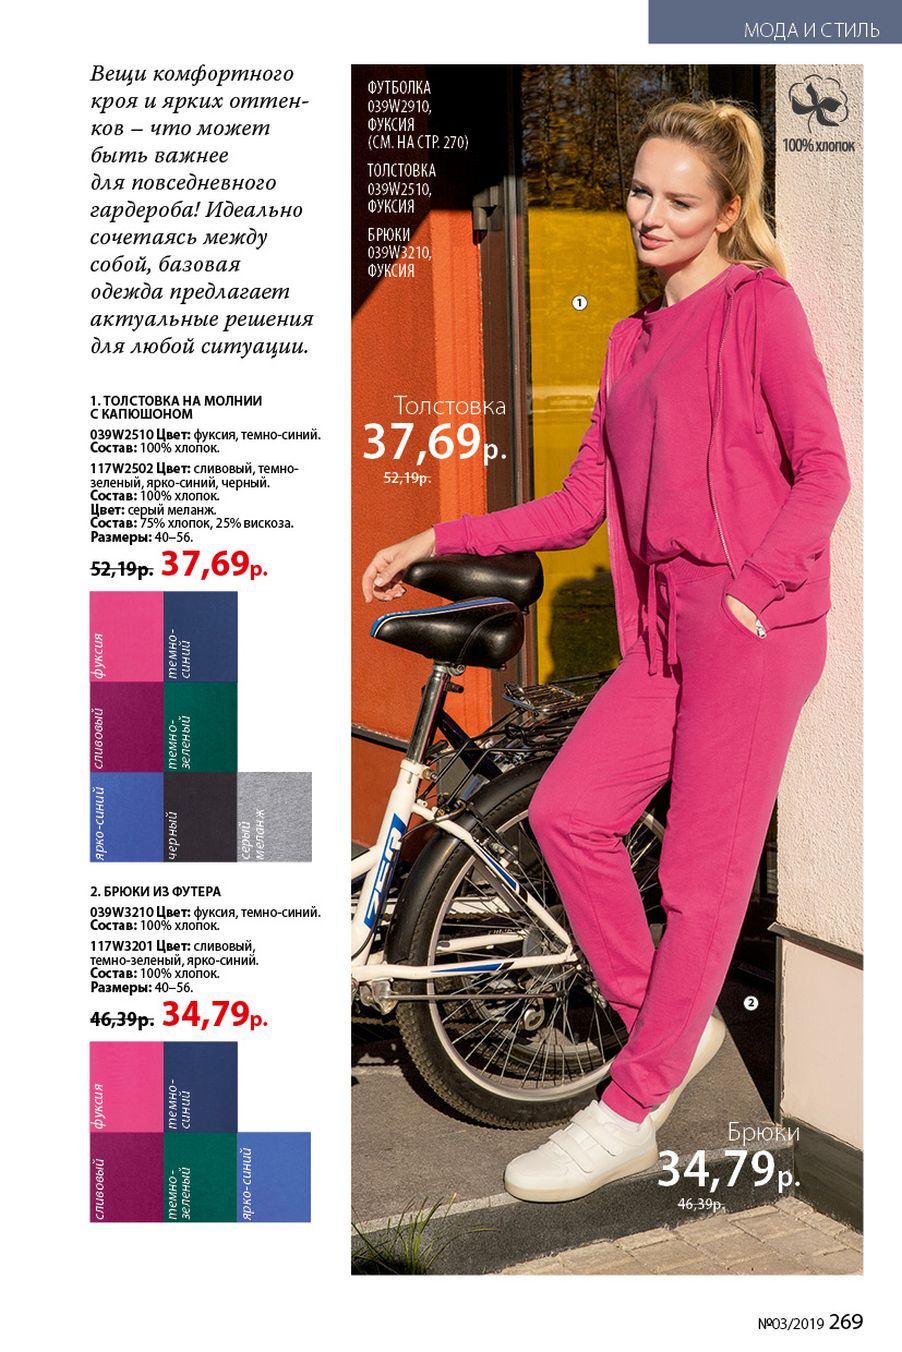 МОДА И СТИЛЬ
Вещи комфортного
кроя и ярких оттен-
ков – что может
быть важнее
для повседневного
гардероба! Идеально
сочетаясь между
собой, базовая
одежда предлагает
актуальные решения
для любой ситуации.
1. ТОЛСТОВКА НА МОЛНИИ
С КАПЮШОНОМ
039W2510 Цвет: фуксия, темно-синий.
Состав: 100% хлопок.
117W2502 Цвет: сливовый, темно-
зеленый, ярко-синий, черный.
Состав: 100% хлопок.
Цвет: серый меланж.
Состав: 75% хлопок, 25% вискоза.
Размеры: 40–56.
52,19р. 37,69р.
фуксия
темно-
синий
сливовый
темно-
зеленый
ярко-синий
черный
серый
меланж
2. БРЮКИ ИЗ ФУТЕРА
039W3210 Цвет: фуксия, темно-синий.
Состав: 100% хлопок.
117W3201 Цвет: сливовый,
темно-зеленый, ярко-синий.
Состав: 100% хлопок.
Размеры: 40–56.
46,39р. 34,79р.
фуксия
темно-
синий
сливовый
темно-
зеленый
ярко-синий
ФУТБОЛКА
039W2910,
ФУКСИЯ
(СМ. НА СТР. 270)
ТОЛСТОВКА
039W2510,
ФУКСИЯ
БРЮКИ
039W3210,
ФУКСИЯ
100% хлопок
1
Толстовка
37,69р.
52,19р.
2
Брюки
34,79р.
46,39р.
№03/2019 269